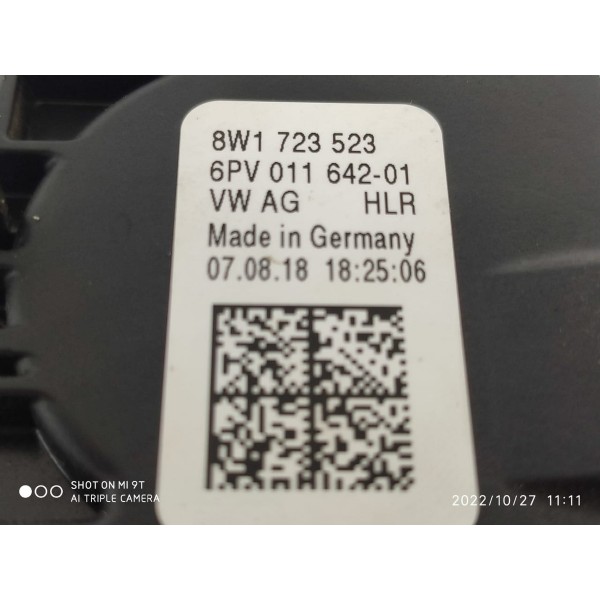 8W1 723 523
6PV 011 642-01
VW AG HLR
Made in Germany
07.08.18 18:25:06
SHOT ON MI 9T
AI TRIPLE CAMERA
2022/10/27 11:11